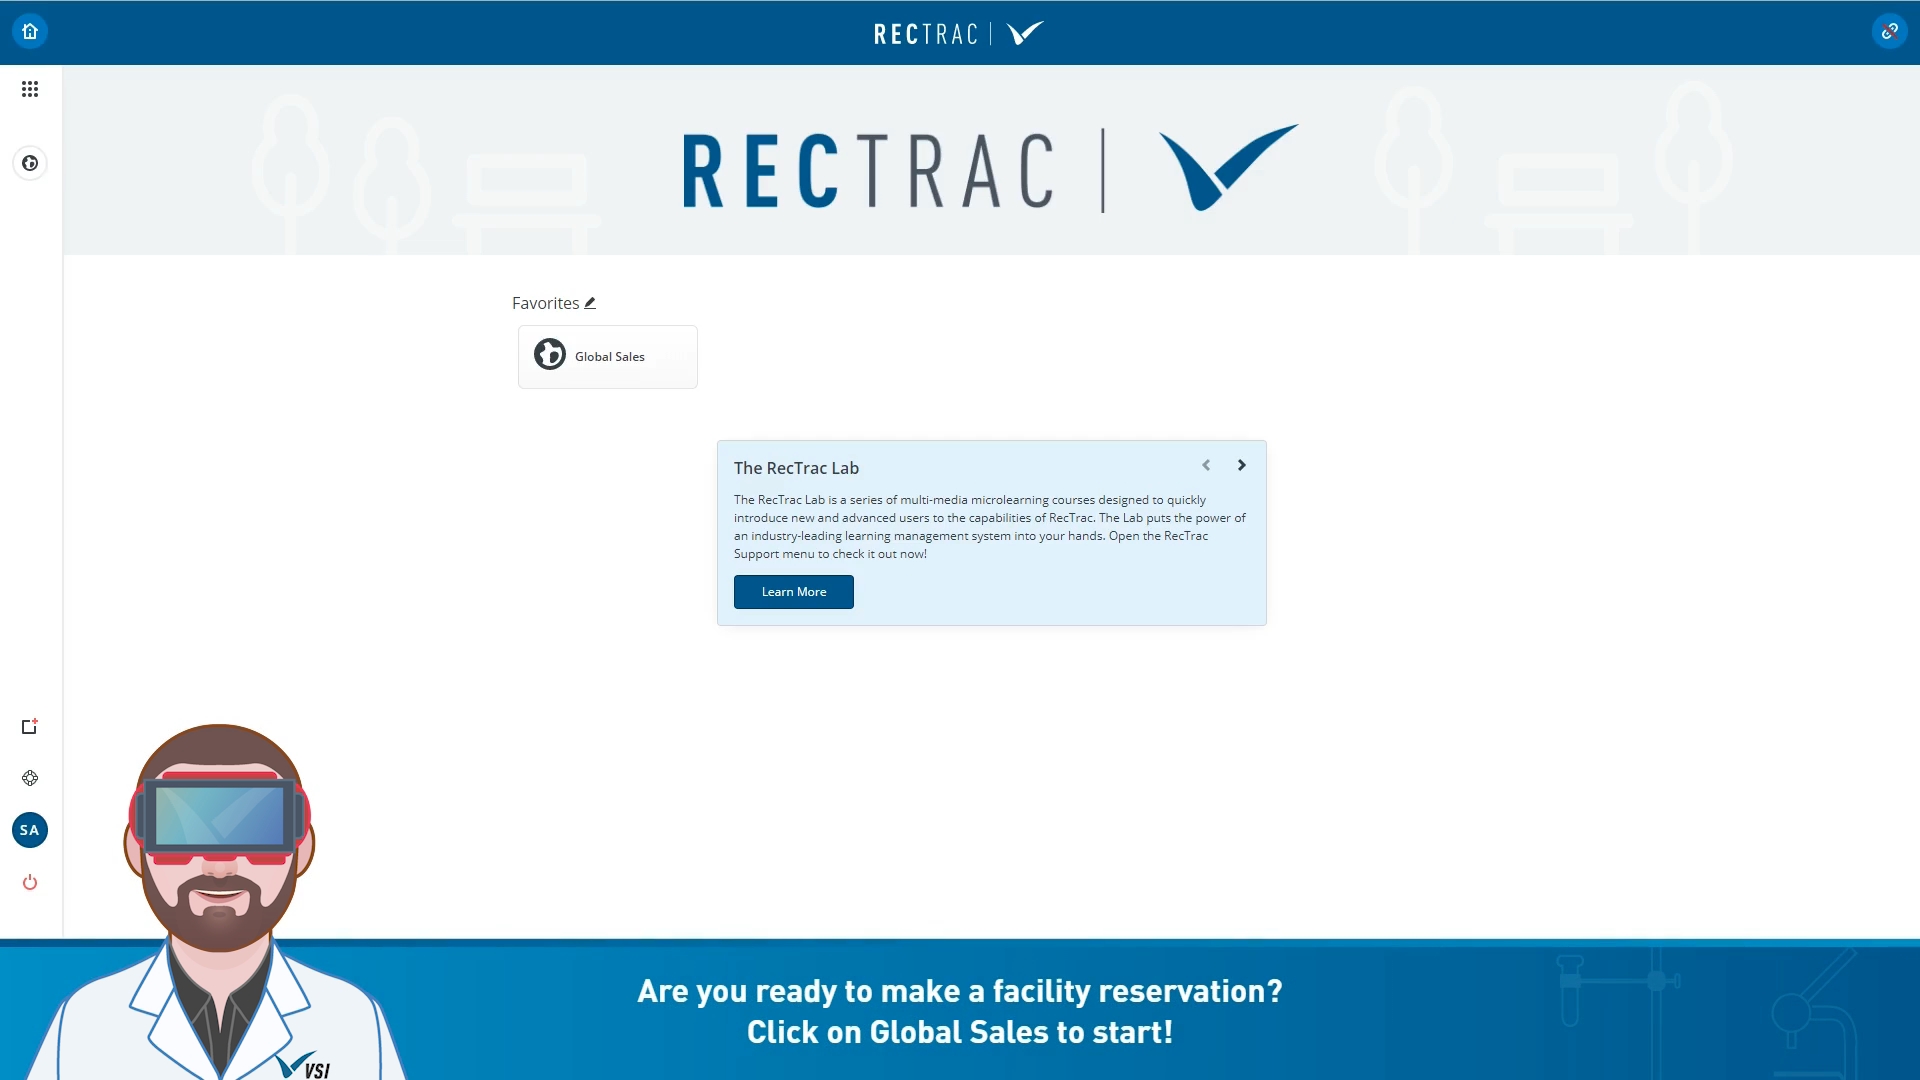 RECTRAC
RECTRAC
Favorites
Global Sales
The RecTrac Lab
The RecTrac Lab is a series of multi-media microlearning courses designed to quickly
introduce new and advanced users to the capabilities of RecTrac. The Lab puts the power of
an industry-leading learning management system into your hands. Open the RecTrac
Support menu to check it out now!
Learn More
SA
Are you ready to make a facility reservation?
Click on Global Sales to start!
VSI